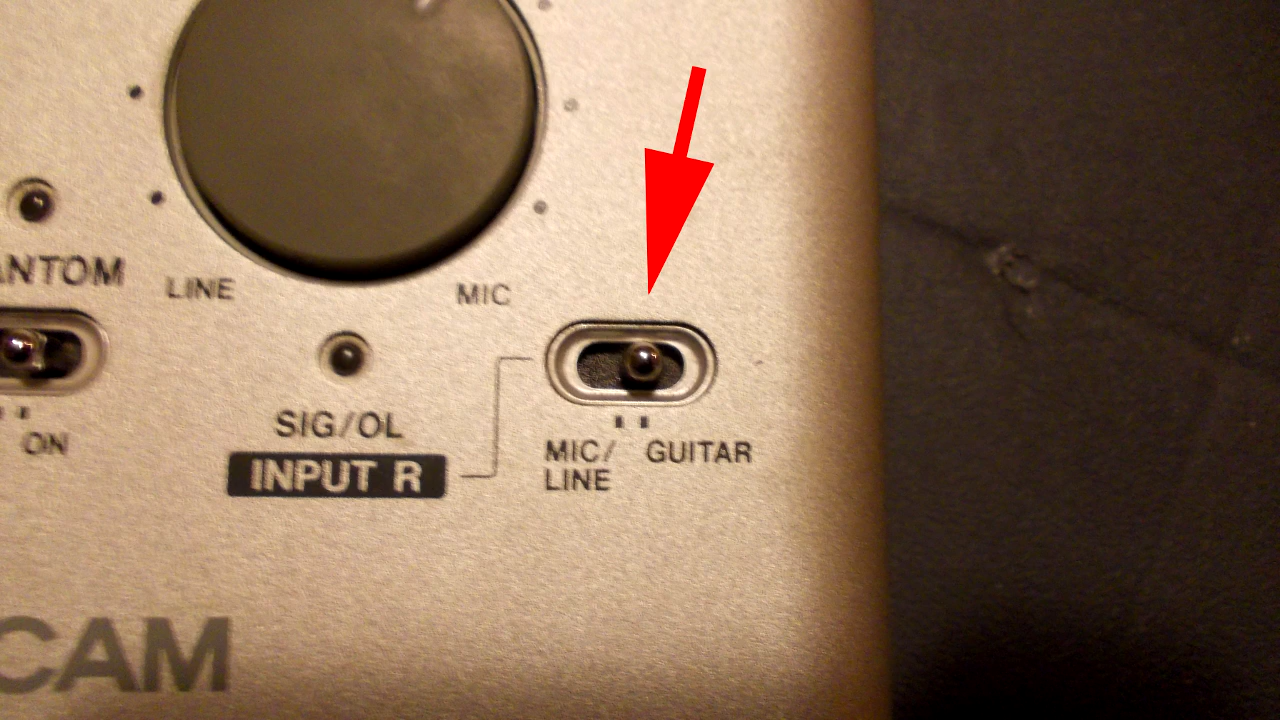 ANTOM
LINE
MIC
SIG/OL
ON
INPUT R
MIC/ GUITAR
LINE
CAM